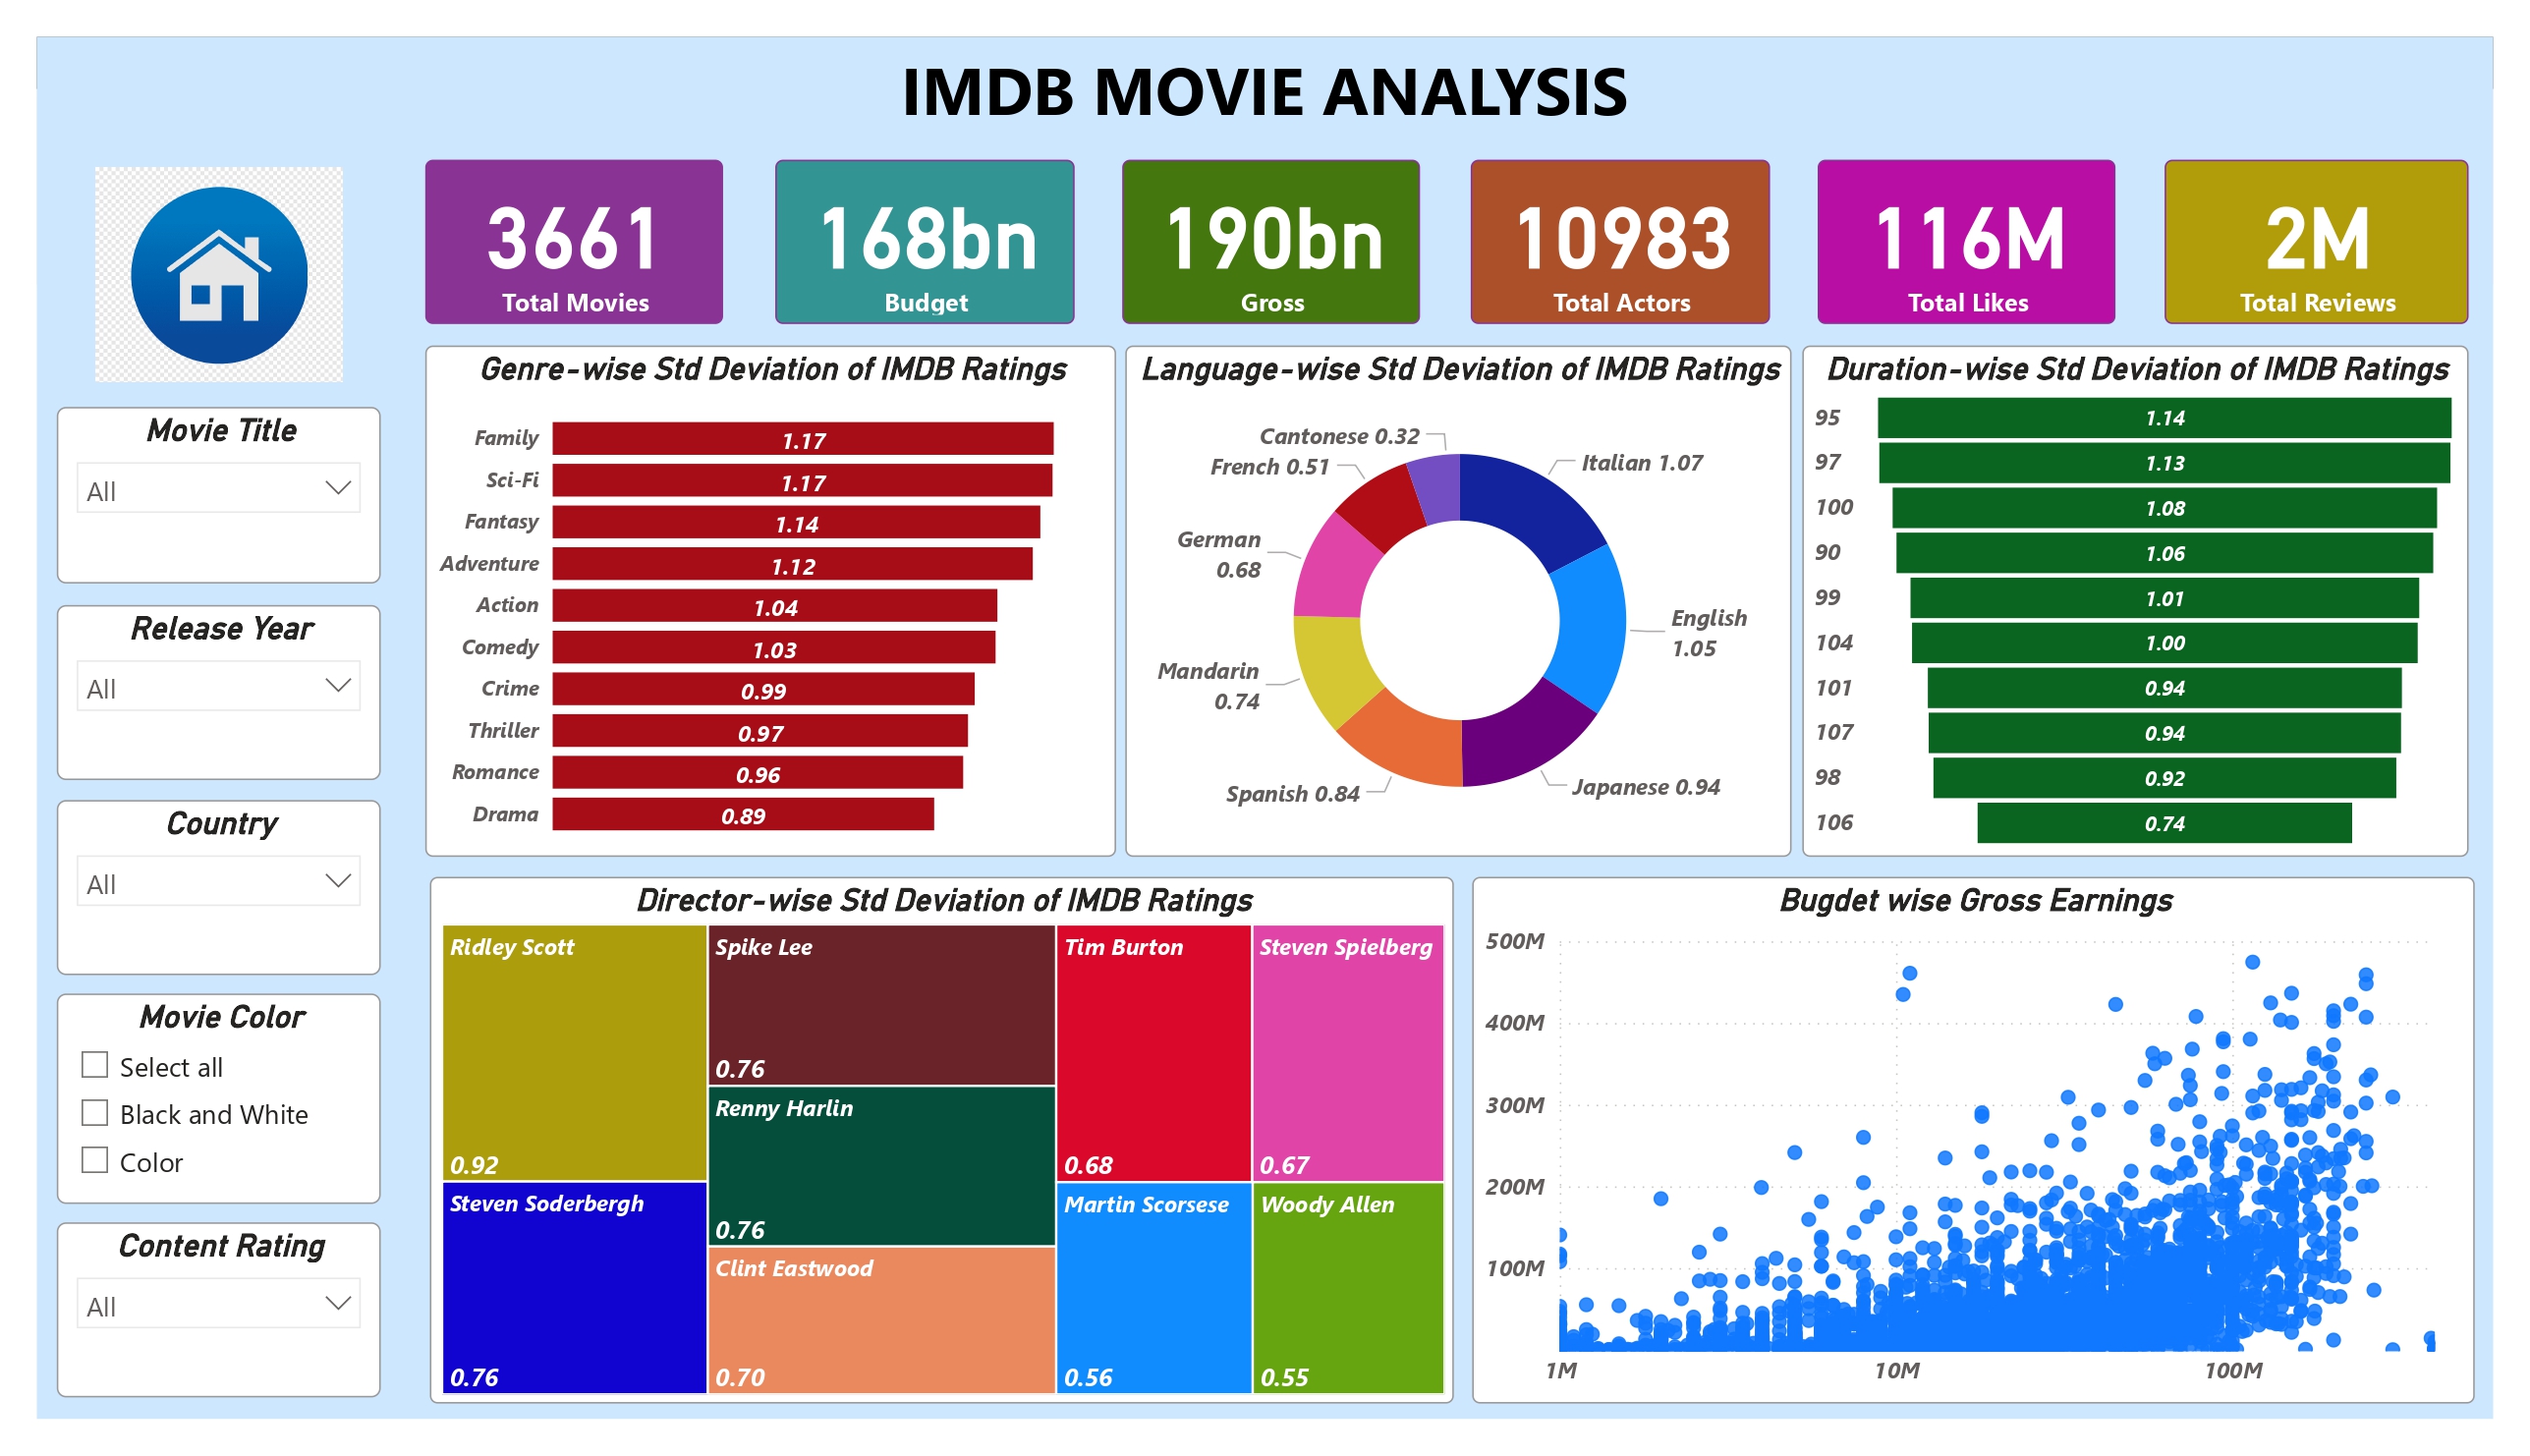 IMDB MOVIE ANALYSIS
3661
Total Movies
168bn
Budget
190bn
Gross
10983
Total Actors
116M
Total Likes
2M
Total Reviews
Movie Title
All
Release Year
All
Country
All
Movie Color
Select all
Black and White
Color
Content Rating
All
Genre-wise Std Deviation of IMDB Ratings
Family 1.17
Sci-Fi 1.17
Fantasy 1.14
Adventure 1.12
Action 1.04
Comedy 1.03
Crime 0.99
Thriller 0.97
Romance 0.96
Drama 0.89
Language-wise Std Deviation of IMDB Ratings
Cantonese 0.32
French 0.51
German
0.68
Mandarin
0.74
Spanish 0.84
Italian 1.07
English
1.05
Japanese 0.94
Duration-wise Std Deviation of IMDB Ratings
95 1.14
97 1.13
100 1.08
90 1.06
99 1.01
104 1.00
101 0.94
107 0.94
98 0.92
106 0.74
Director-wise Std Deviation of IMDB Ratings
Ridley Scott
0.92
Steven Soderbergh
0.76
Spike Lee
0.76
Renny Harlin
0.76
Clint Eastwood
0.70
Tim Burton
0.68
Steven Spielberg
0.67
Martin Scorsese
0.56
Woody Allen
0.55
Bugdet wise Gross Earnings
500M
400M
300M
200M
100M
1M 10M 100M